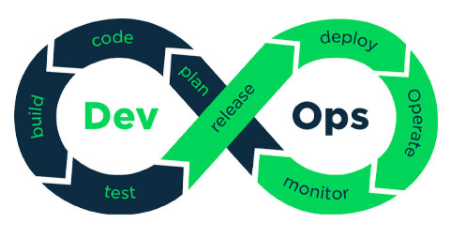 code
plan
build
Dev
test
release
deploy
Ops
Operate
monitor